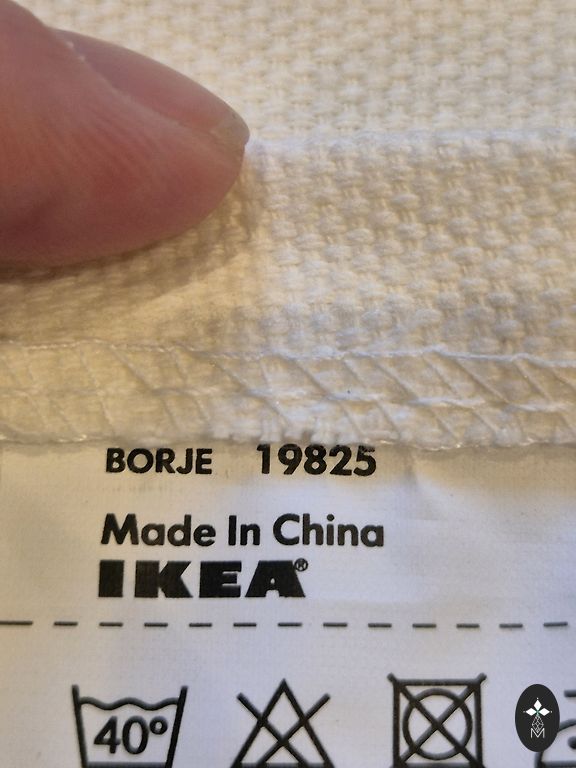 BORJE 19825
Made In China
IKEA®
40°
M